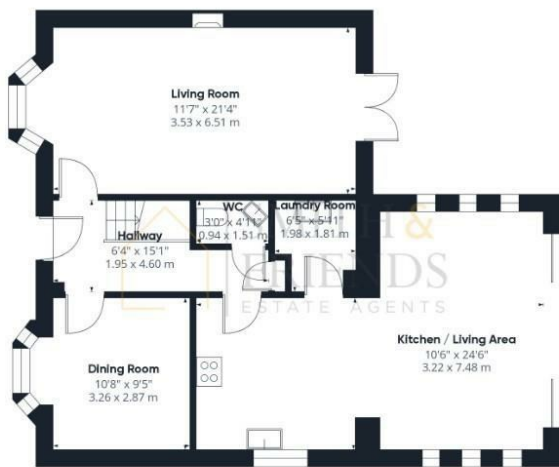 Living Room
11'7" x 21'4"
3.53 x 6.51 m
WC
3'0" x 4'11"
0.94 x 1.51 m
Laundry Room
6'5" x 5'11"
1.98 x 1.81 m
Hallway
6'4" x 15'1"
1.95 x 4.60 m
&
FRIENDS
ESTATE AGENTS
Kitchen / Living Area
10'6" x 24'6"
3.22 x 7.48 m
Dining Room
10'8" x 9'5"
3.26 x 2.87 m